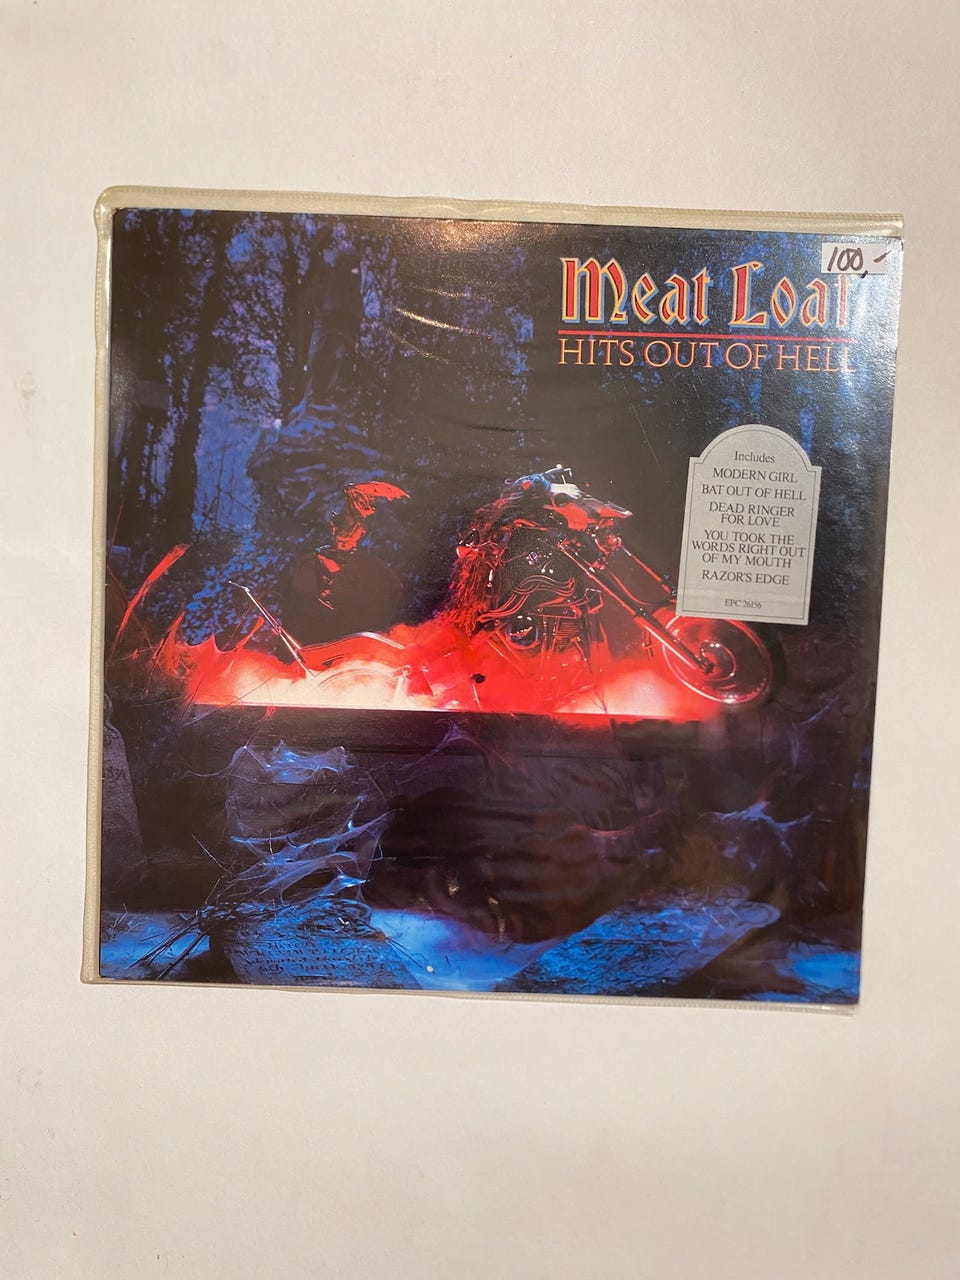 100,-
Meat Loaf
HITS OUT OF HELL
Includes
MODERN GIRL
BAT OUT OF HELL
DEAD RINGER
FOR LOVE
YOU TOOK THE
WORDS RIGHT OUT
OF MY MOUTH
RAZOR'S EDGE
EPC 26156